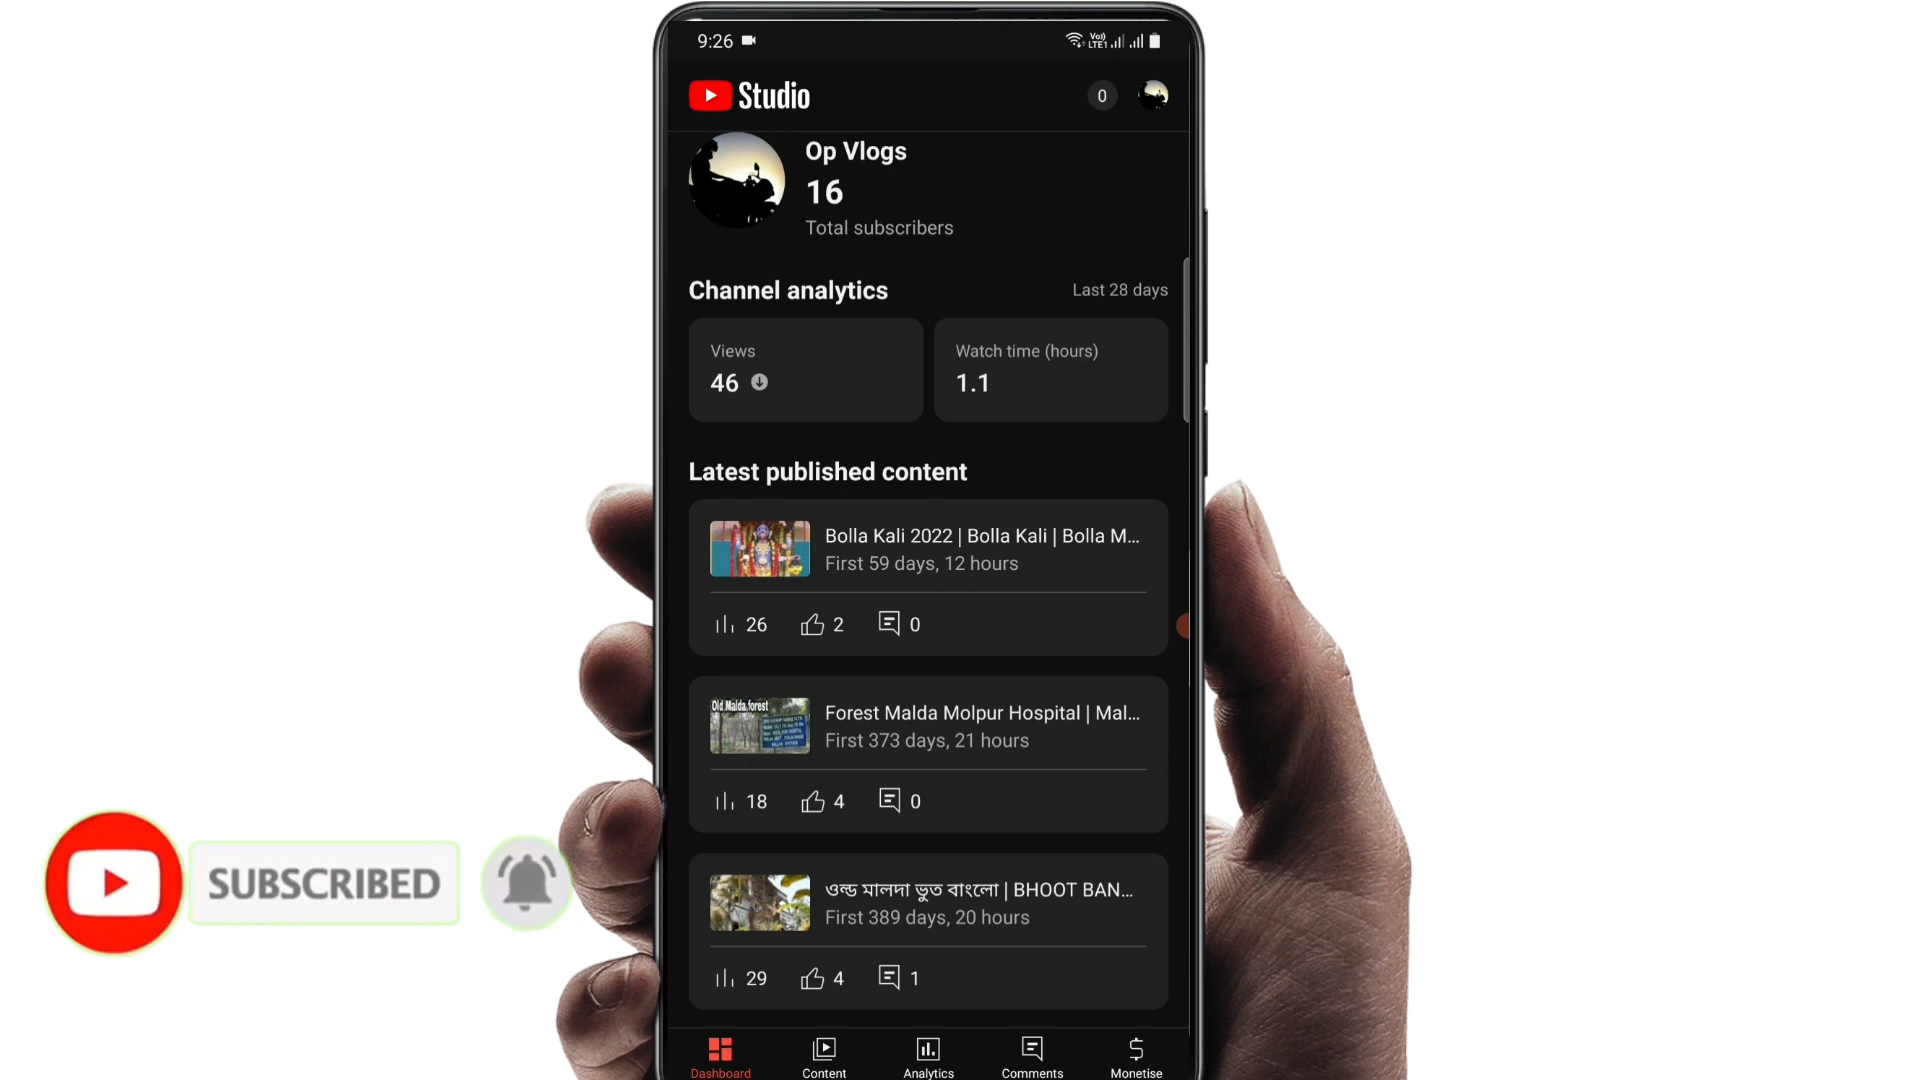 9:26
Vo)
LTE1
Studio
0
Op Vlogs
16
Total subscribers
Channel analytics
Last 28 days
Views
46
Watch time (hours)
1.1
Latest published content
Bolla Kali 2022 | Bolla Kali | Bolla M...
First 59 days, 12 hours
26
2
0
Old Malda forest
Forest Malda Molpur Hospital | Mal...
First 373 days, 21 hours
18
4
0
ওল্ড মালদা ভুত বাংলো | BHOOT BAN...
First 389 days, 20 hours
29
4
1
SUBSCRIBED
Dashboard
Content
Analytics
Comments
Monetise